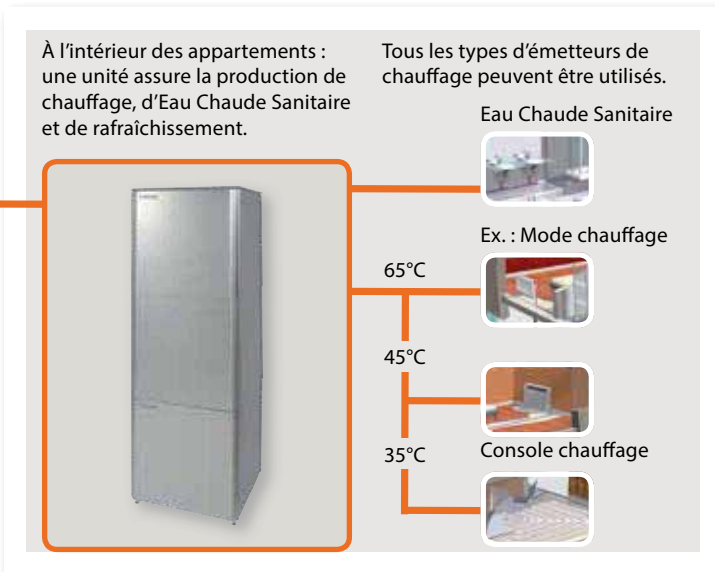 À l’intérieur des appartements :
une unité assure la production de
chauffage, d’Eau Chaude Sanitaire
et de rafraîchissement.
Tous les types d’émetteurs de
chauffage peuvent être utilisés.
Eau Chaude Sanitaire
Ex. : Mode chauffage
65°C
45°C
35°C
Console chauffage